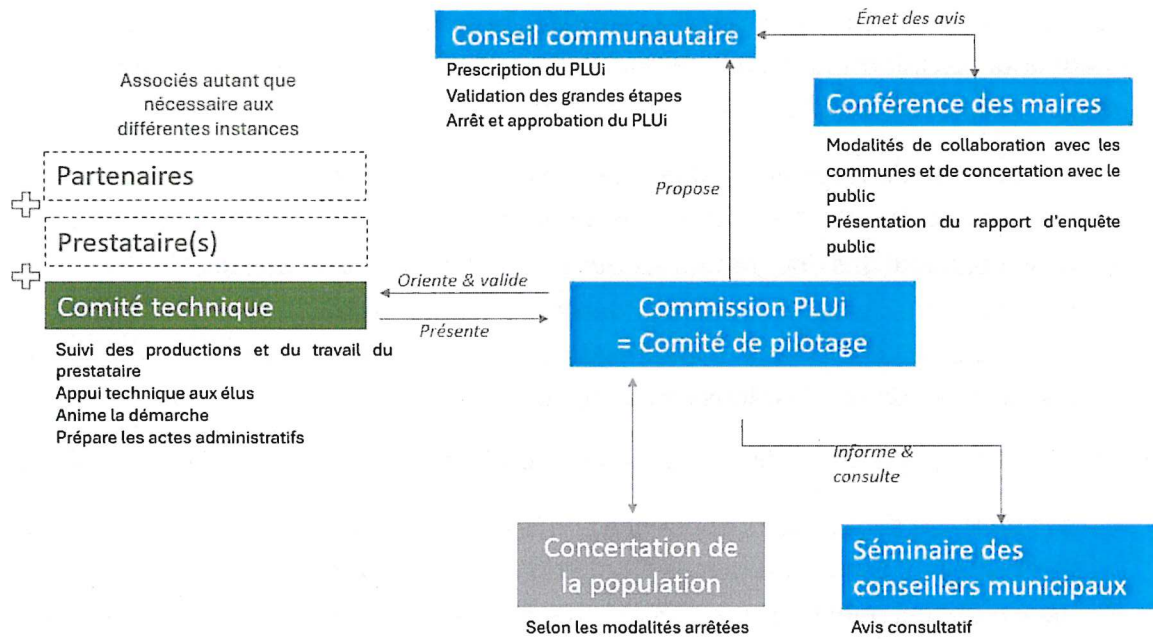 Conseil communautaire
Prescription du PLUi
Validation des grandes étapes
Arrêt et approbation du PLUi
Émet des avis
Conférence des maires
Modalités de collaboration avec les
communes et de concertation avec le
public
Présentation du rapport d'enquête
public
Associés autant que
nécessaire aux
différentes instances
Partenaires
Prestataire(s)
Comité technique
Suivi des productions et du travail du
prestataire
Appui technique aux élus
Anime la démarche
Prépare les actes administratifs
Propose
Oriente & valide
Présente
Commission PLUi
= Comité de pilotage
Informe &
consulte
Concertation de
la population
Selon les modalités arrêtées
Séminaire des
conseillers municipaux
Avis consultatif